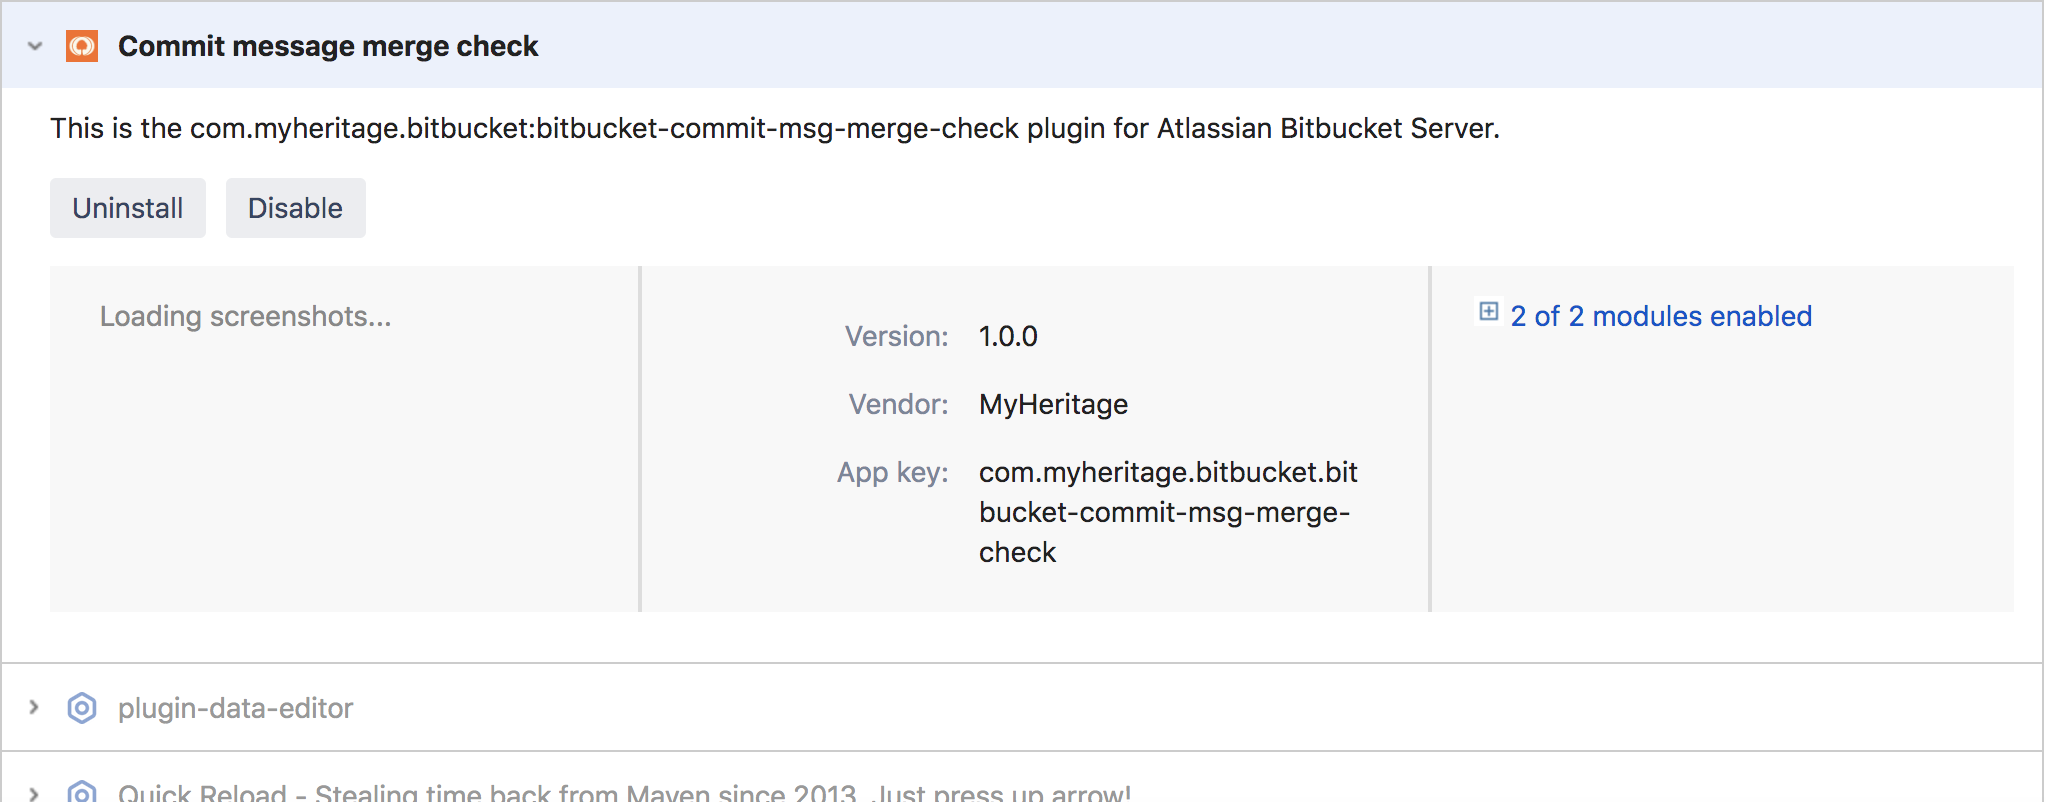 Commit message merge check
This is the com.myheritage.bitbucket:bitbucket-commit-msg-merge-check plugin for Atlassian Bitbucket Server.
Uninstall
Disable
Loading screenshots...
Version: 1.0.0
Vendor: MyHeritage
App key: com.myheritage.bitbucket.bit
bucket-commit-msg-merge-
check
2 of 2 modules enabled
plugin-data-editor
Quick Reload - Stealing time back from Maven since 2013. Just press up arrow!